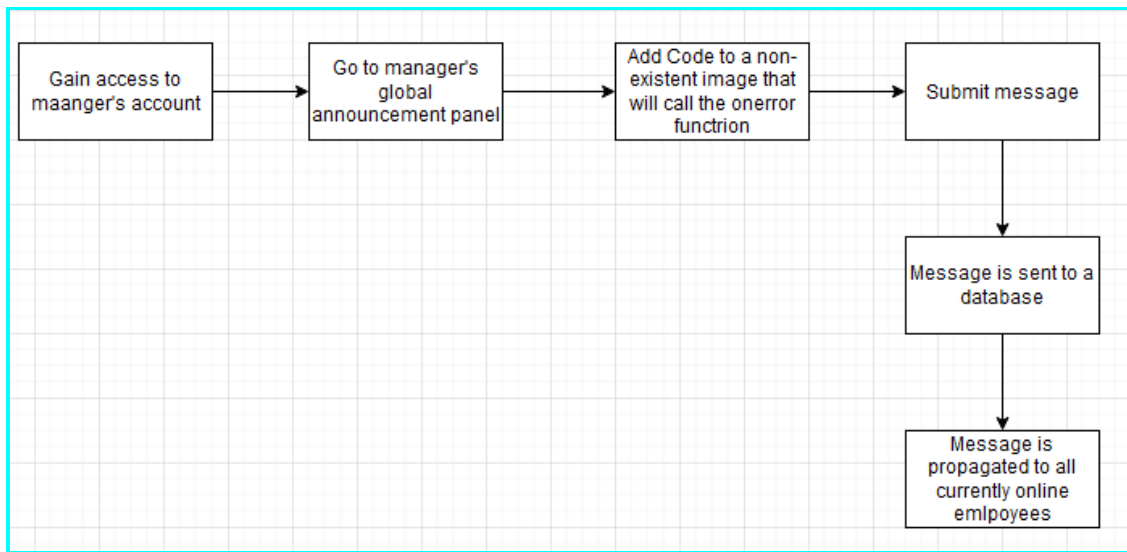 Gain access to
maanger's account
Go to manager's
global
announcement panel
Add Code to a non-
existent image that
will call the onerror
functrion
Submit message
Message is sent to a
database
Message is
propagated to all
currently online
emlpoyees